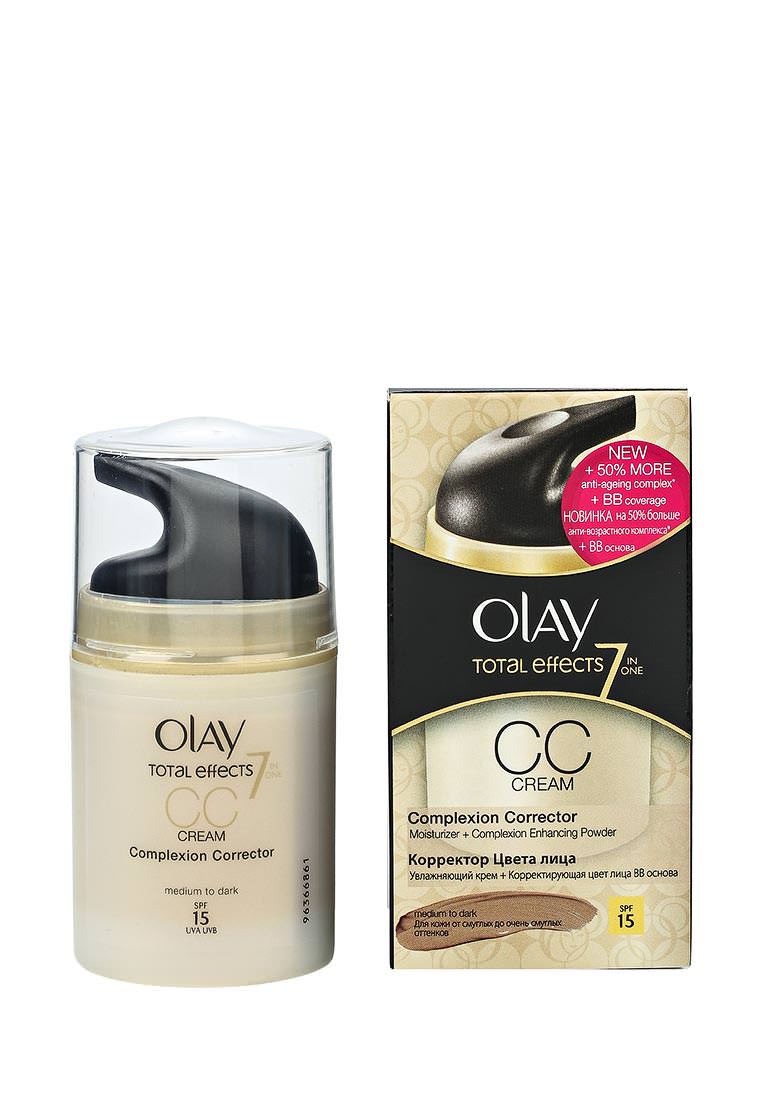 OLAY
TOTAL effects 7 IN ONE
CC
CREAM
Complexion Corrector
medium to dark
SPF
15
UVA UVB
96366861
NEW
+ 50% MORE
anti-ageing complex*
+ BB coverage
НОВИНКА на 50% больше
анти-возрастного комплекса*
+ BB основа
OLAY
TOTAL effects 7 IN ONE
CC
CREAM
Complexion Corrector
Moisturizer + Complexion Enhancing Powder
Корректор Цвета лица
Увлажняющий крем + Корректирующая цвет лица BB основа
medium to dark
Для кожи от смуглых до очень смуглых
оттенков
SPF
15